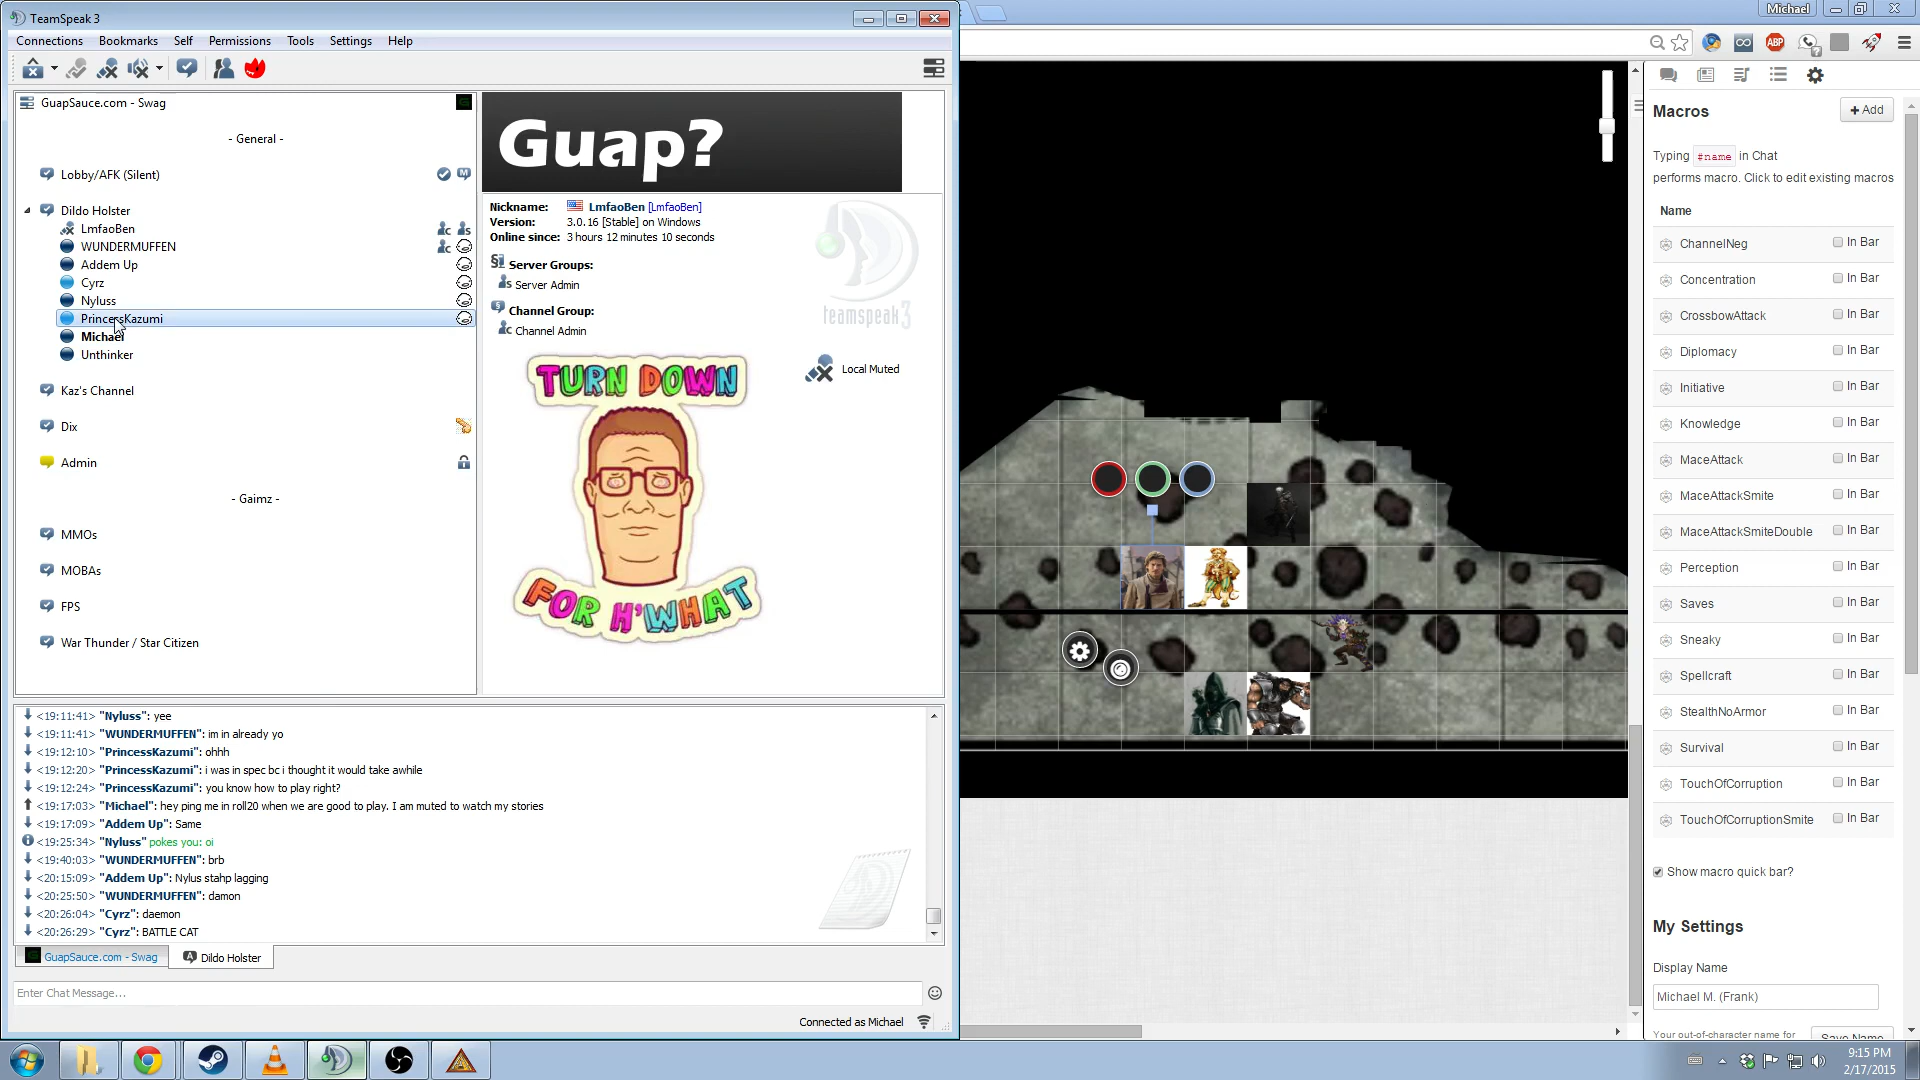 TeamSpeak 3
Connections Bookmarks Self Permissions Tools Settings Help
GuapSauce.com - Swag
- General -
Lobby/AFK (Silent)
M
Dildo Holster
LmfaoBen
WUNDERMUFFEN
Addem Up
Cyrz
Nyluss
PrincessKazumi
Michael
Unthinker
Kaz's Channel
Dix
Admin
- Gaimz -
MMOs
MOBAs
FPS
War Thunder / Star Citizen
Guap?
Nickname: LmfaoBen [LmfaoBen]
Version: 3.0.16 [Stable] on Windows
Online since: 3 hours 12 minutes 10 seconds
Server Groups:
Server Admin
Channel Group:
Channel Admin
teamspeak3
Local Muted
TURN DOWN
FOR H'WHAT
<19:11:41> "Nyluss": yee
<19:11:41> "WUNDERMUFFEN": im in already yo
<19:12:10> "PrincessKazumi": ohhh
<19:12:20> "PrincessKazumi": i was in spec bc i thought it would take awhile
<19:12:24> "PrincessKazumi": you know how to play right?
<19:17:03> "Michael": hey ping me in roll20 when we are good to play. I am muted to watch my stories
<19:17:09> "Addem Up": Same
<19:25:34> "Nyluss" pokes you: oi
<19:40:03> "WUNDERMUFFEN": brb
<20:15:09> "Addem Up": Nylus stahp lagging
<20:25:50> "WUNDERMUFFEN": damon
<20:26:04> "Cyrz": daemon
<20:26:29> "Cyrz": BATTLE CAT
GuapSauce.com - Swag
Dildo Holster
Enter Chat Message...
Connected as Michael
Michael
ABP
Macros
+ Add
Typing #name in Chat
performs macro. Click to edit existing macros
Name
ChannelNeg In Bar
Concentration In Bar
CrossbowAttack In Bar
Diplomacy In Bar
Initiative In Bar
Knowledge In Bar
MaceAttack In Bar
MaceAttackSmite In Bar
MaceAttackSmiteDouble In Bar
Perception In Bar
Saves In Bar
Sneaky In Bar
Spellcraft In Bar
StealthNoArmor In Bar
Survival In Bar
TouchOfCorruption In Bar
TouchOfCorruptionSmite In Bar
Show macro quick bar?
My Settings
Display Name
Michael M. (Frank)
Your out-of-character name for
Save Name
9:15 PM
2/17/2015